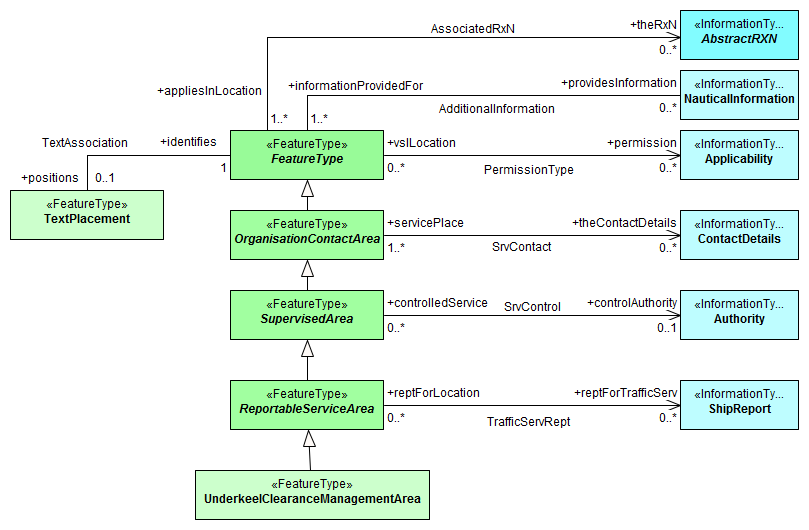 AssociatedRxN
+theRxN
0..*
«InformationTy...
AbstractRXN
+appliesInLocation
1..*
+informationProvidedFor
1..*
AdditionalInformation
+providesInformation
0..*
«InformationTy...
NauticalInformation
TextAssociation
+identifies
1
+positions
0..1
«FeatureType»
TextPlacement
«FeatureType»
FeatureType
+vslLocation
0..*
PermissionType
+permission
0..*
«InformationTy...
Applicability
«FeatureType»
OrganisationContactArea
+servicePlace
1..*
SrvContact
+theContactDetails
0..*
«InformationTy...
ContactDetails
«FeatureType»
SupervisedArea
+controlledService
0..*
SrvControl
+controlAuthority
0..1
«InformationTy...
Authority
«FeatureType»
ReportableServiceArea
+reptForLocation
0..*
TrafficServRept
+reptForTrafficServ
0..*
«InformationTy...
ShipReport
«FeatureType»
UnderkeelClearanceManagementArea